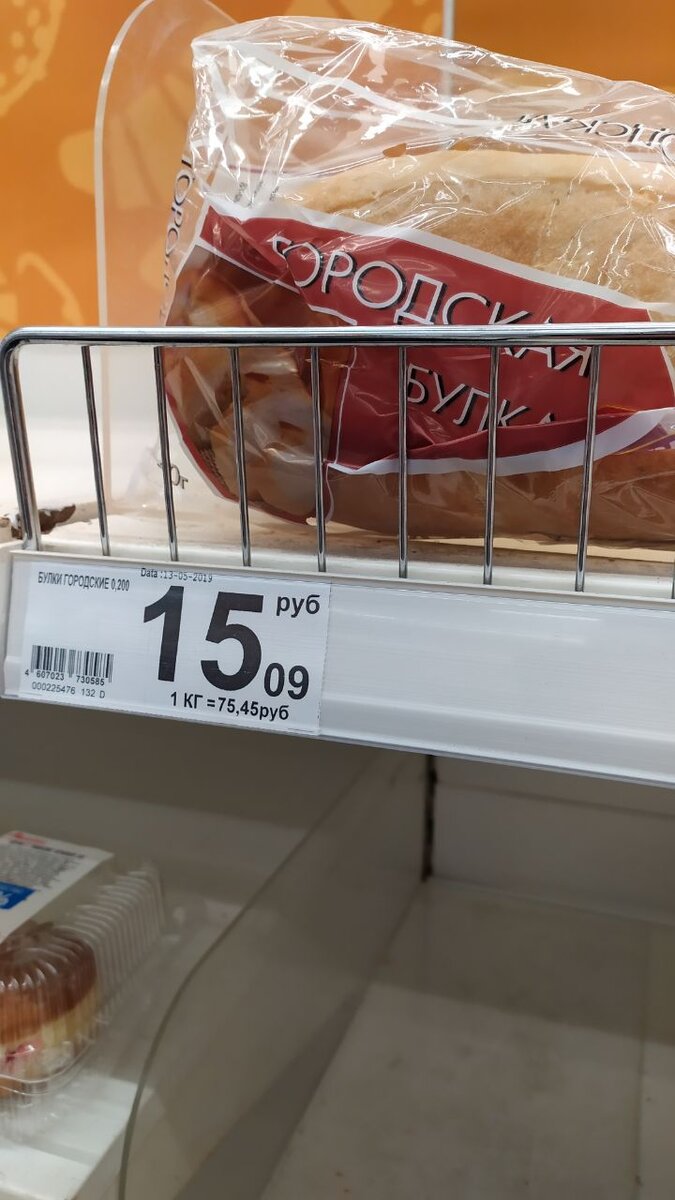 ГОРОДСКАЯ
БУЛКА
БУЛКИ ГОРОДСКИЕ 0,200
Data :13-05-2019
15 руб
09
4 607023 730585
000225476 132 D
1 КГ =75,45руб